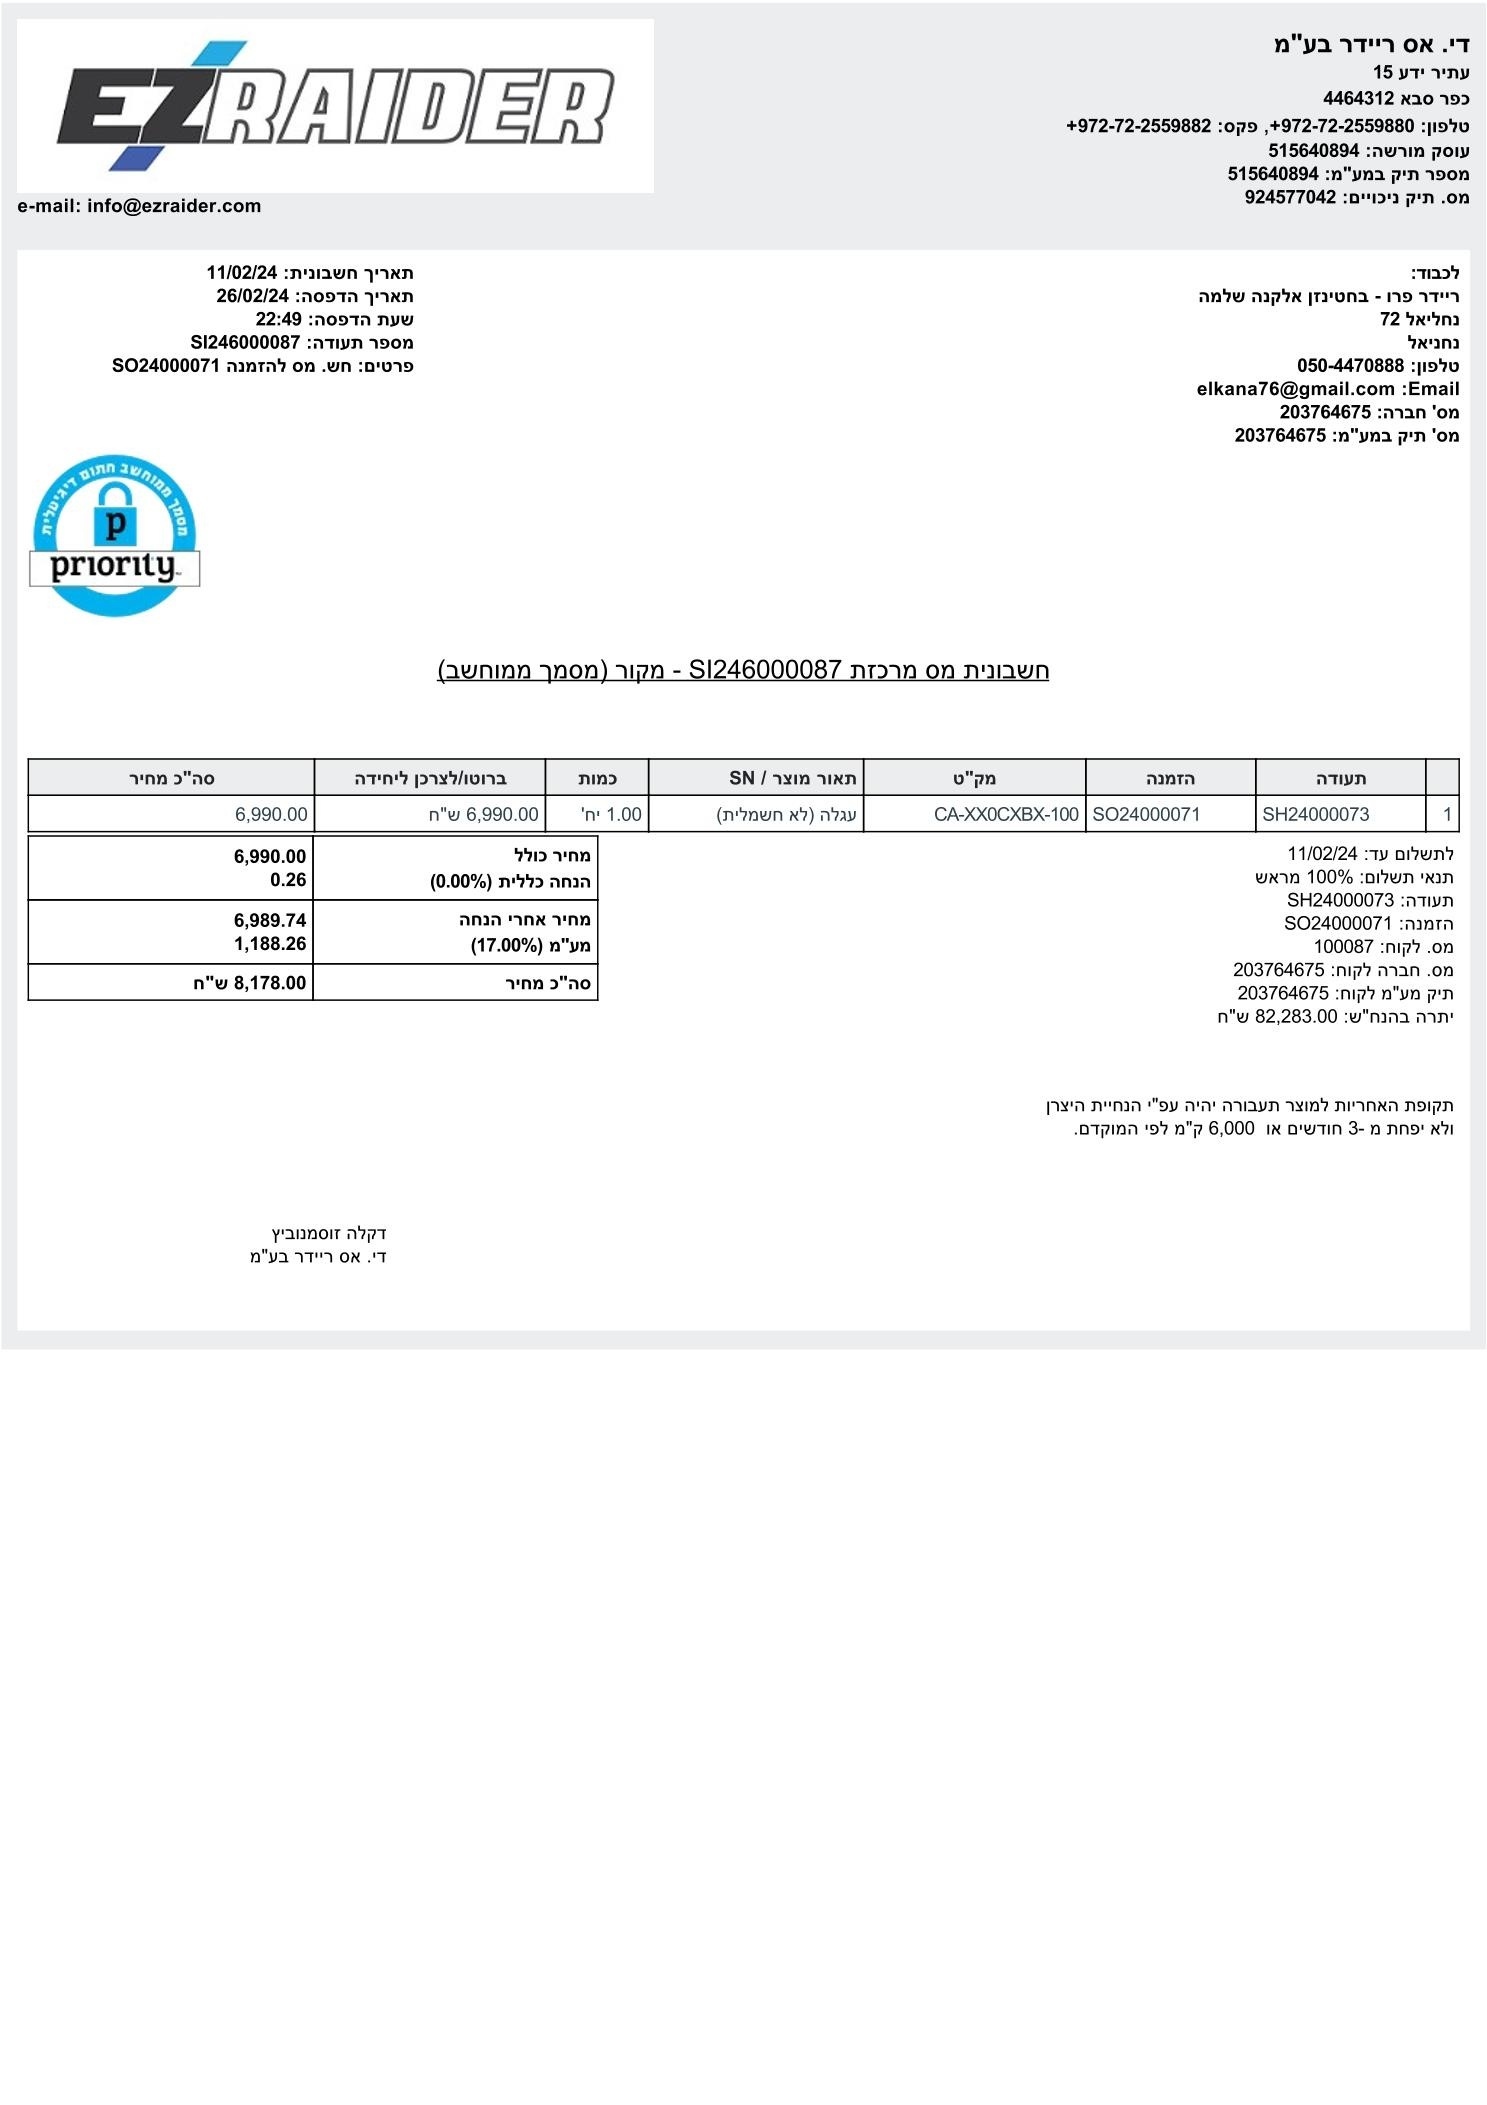 EZRAIDER
e-mail: info@ezraider.com
די. אס ריידר בע"מ
עתיר ידע 15
כפר סבא 4464312
טלפון: 972-72-2559880+, פקס: 972-72-2559882+
עוסק מורשה: 515640894
מספר תיק במע"מ: 515640894
מס. תיק ניכויים: 924577042
לכבוד:
ריידר פרו - בחטינזן אלקנה שלמה
נחליאל 72
נחניאל
טלפון: 050-4470888
Email: elkana76@gmail.com
מס' חברה: 203764675
מס' תיק במע"מ: 203764675
תאריך חשבונית: 11/02/24
תאריך הדפסה: 26/02/24
שעת הדפסה: 22:49
מספר תעודה: SI246000087
פרטים: חש. מס להזמנה SO24000071
מסמך ממוחשב חתום דיגיטלית
p
priority
חשבונית מס מרכזת SI246000087 - מקור (מסמך ממוחשב)
תעודה הזמנה מק"ט תאור מוצר / SN כמות ברוטו/לצרכן ליחידה סה"כ מחיר
1 SH24000073 SO24000071 CA-XX0CXBX-100 עגלה (לא חשמלית) 1.00 יח' 6,990.00 ש"ח 6,990.00
מחיר כולל 6,990.00
הנחה כללית (0.00%) 0.26
מחיר אחרי הנחה 6,989.74
מע"מ (17.00%) 1,188.26
סה"כ מחיר 8,178.00 ש"ח
לתשלום עד: 11/02/24
תנאי תשלום: 100% מראש
תעודה: SH24000073
הזמנה: SO24000071
מס. לקוח: 100087
מס. חברה לקוח: 203764675
תיק מע"מ לקוח: 203764675
יתרה בהנח"ש: 82,283.00 ש"ח
תקופת האחריות למוצר תעבורה יהיה עפ"י הנחיית היצרן
ולא יפחת מ -3 חודשים או 6,000 ק"מ לפי המוקדם.
דקלה זוסמנוביץ
די. אס ריידר בע"מ